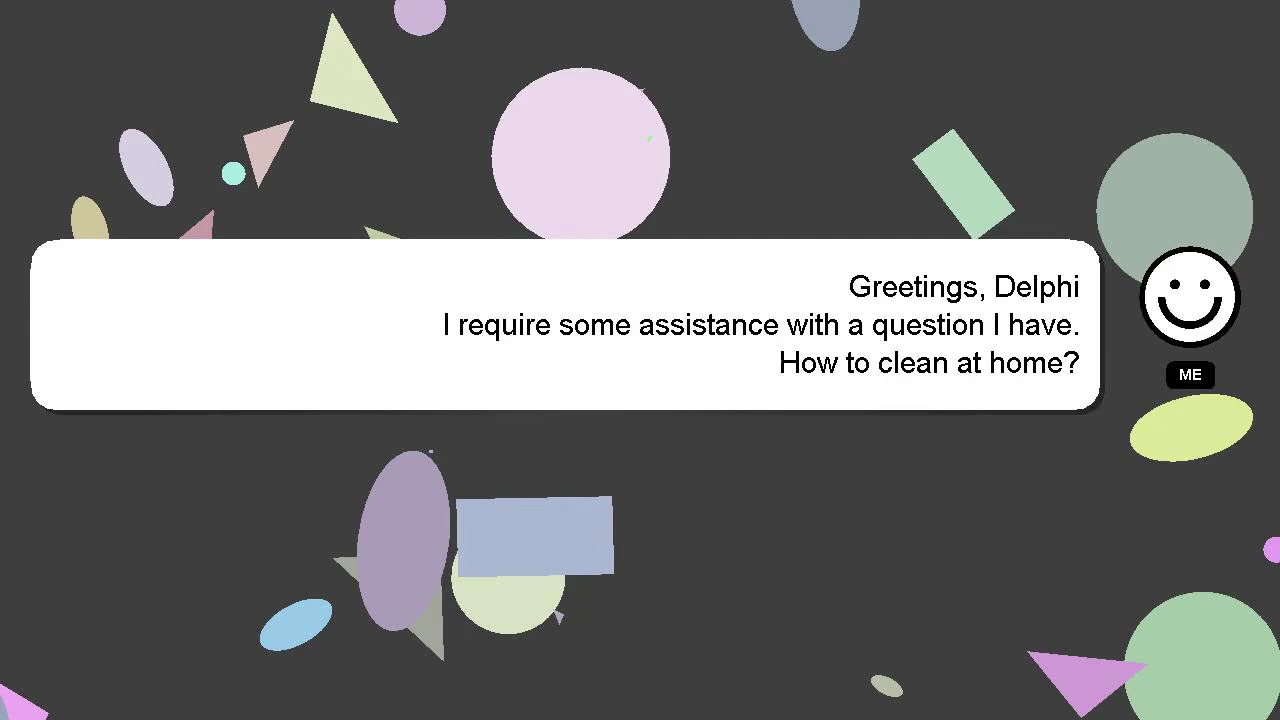 Greetings, Delphi
I require some assistance with a question I have.
How to clean at home?
ME